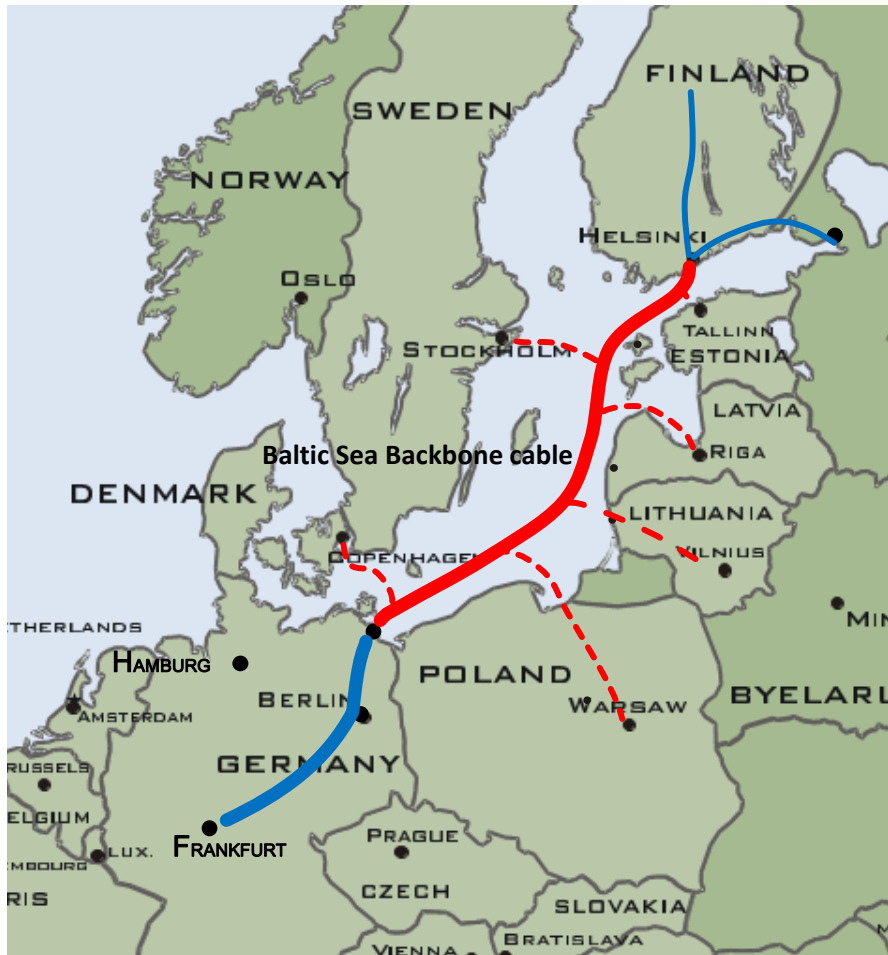 FINLAND
SWEDEN
NORWAY
HELSINKI
OSLO
TALLINN
STOCKHOLM
ESTONIA
LATVIA
Baltic Sea Backbone cable
RIGA
DENMARK
LITHUANIA
VILNIUS
COPENHAGEN
ETHERLANDS
MIN
HAMBURG
POLAND
BERLIN
BYELARU
WARSAW
AMSTERDAM
GERMANY
RUSSELS
ELGIUM
FRANKFURT
PRAGUE
LUX.
EMBOURG
CZECH
RIS
SLOVAKIA
BRATISLAVA
VIENNA